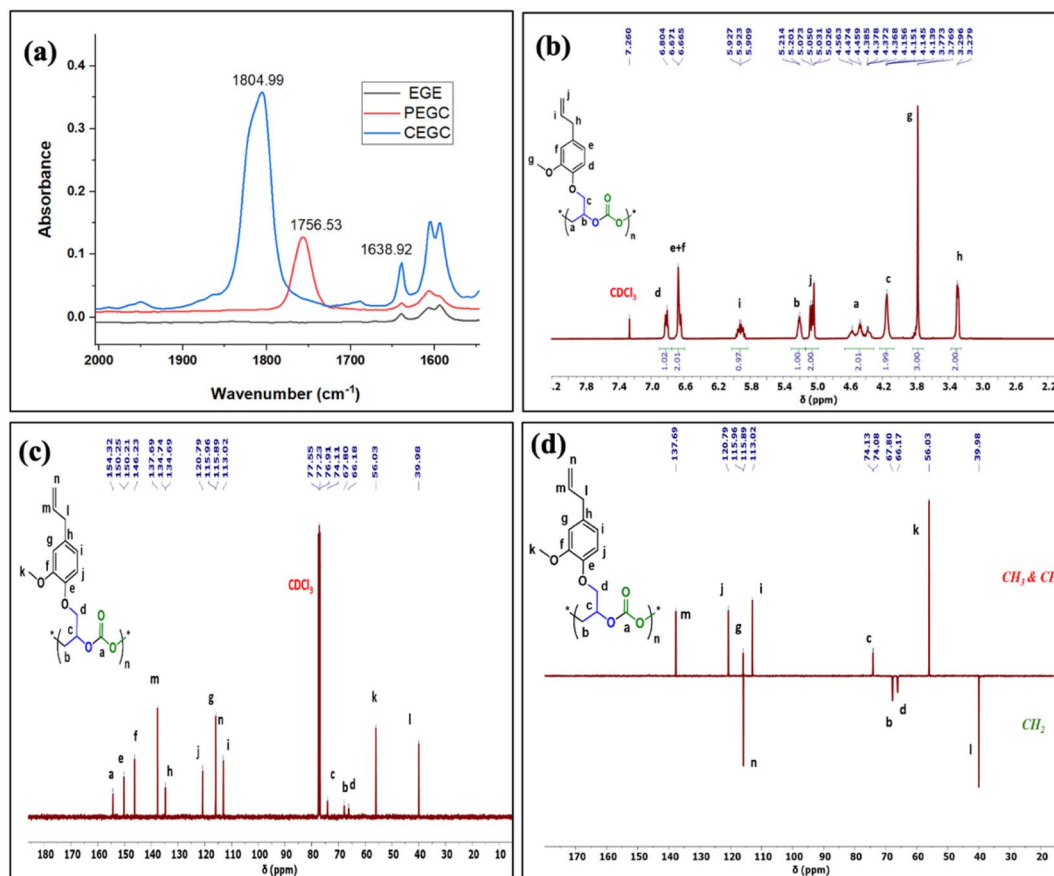 (a)
1804.99
EGE
PEGC
CEGC
1756.53
1638.92
0.4
0.3
0.2
0.1
0.0
Absorbance
2000 1900 1800 1700 1600
Wavenumber (cm-1)
(b)
7.260
6.804
6.671
6.665
5.927
5.923
5.909
5.214
5.201
5.073
5.050
5.031
5.026
4.563
4.474
4.459
4.385
4.378
4.372
4.368
4.156
4.151
4.145
4.139
3.773
3.769
3.296
3.279
j
i
h
f
e
g
O
d
O
c
O
b
O
O
a
n
*
*
CDCl3
d
e+f
i
b
j
a
c
g
h
1.02
2.01
0.97
1.00
2.00
2.01
1.99
3.00
2.00
.2 6.8 6.4 6.0 5.6 5.2 4.8 4.4 4.0 3.6 3.2 2.8 2.4 2.0
δ (ppm)
(c)
154.32
150.25
150.21
146.23
137.69
134.74
134.69
120.79
115.96
115.89
113.02
77.55
77.23
76.91
74.11
67.80
66.18
56.03
39.98
n
m
l
h
g
i
f
j
k
O
e
O
d
c
O
O
O
b
a
n
*
*
CDCl3
a
e
f
m
h
j
g
n
i
c
b
d
k
l
180 170 160 150 140 130 120 110 100 90 80 70 60 50 40 30 20 10
δ (ppm)
(d)
137.69
120.79
115.96
115.89
113.02
74.13
74.08
67.80
66.17
56.03
39.98
n
m
l
h
g
i
f
j
k
O
e
O
d
c
O
O
O
b
a
n
*
*
m
j
g
i
n
c
b
d
k
l
CH3 & CH
CH2
170 160 150 140 130 120 110 100 90 80 70 60 50 40 30 20
δ (ppm)